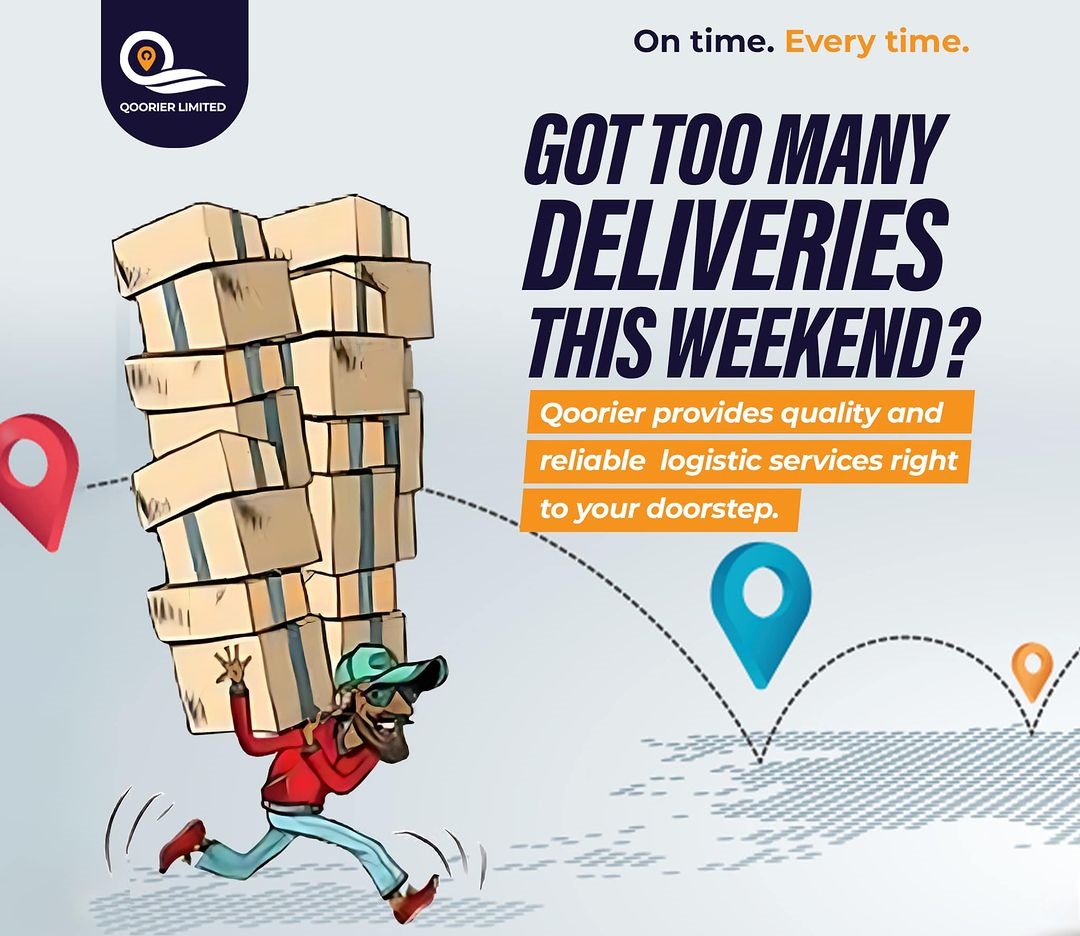 QOORIER LIMITED
On time. Every time.
GOT TOO MANY
DELIVERIES
THIS WEEKEND?
Qoorier provides quality and
reliable logistic services right
to your doorstep.